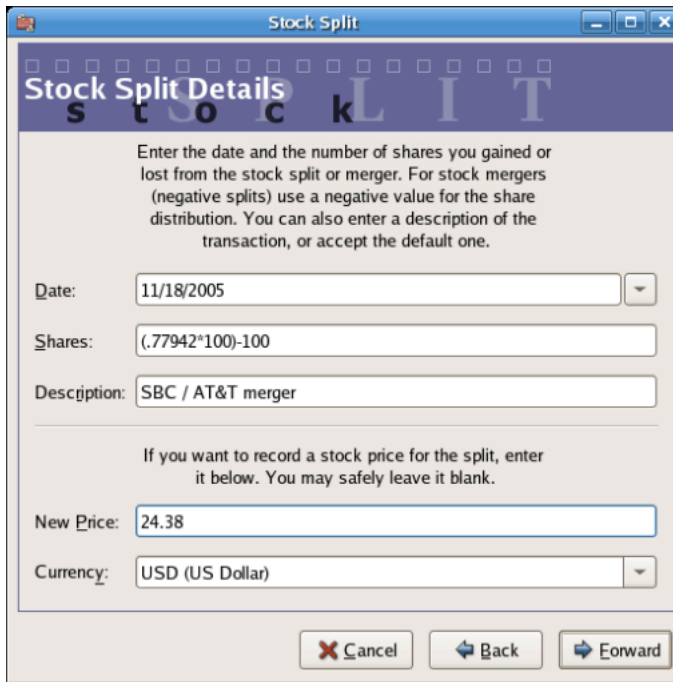 Stock Split
SPLIT
Stock Split Details
stock
Enter the date and the number of shares you gained or
lost from the stock split or merger. For stock mergers
(negative splits) use a negative value for the share
distribution. You can also enter a description of the
transaction, or accept the default one.
Date: 11/18/2005
Shares: (.77942*100)-100
Description: SBC / AT&T merger
If you want to record a stock price for the split, enter
it below. You may safely leave it blank.
New Price: 24.38
Currency: USD (US Dollar)
Cancel Back Forward